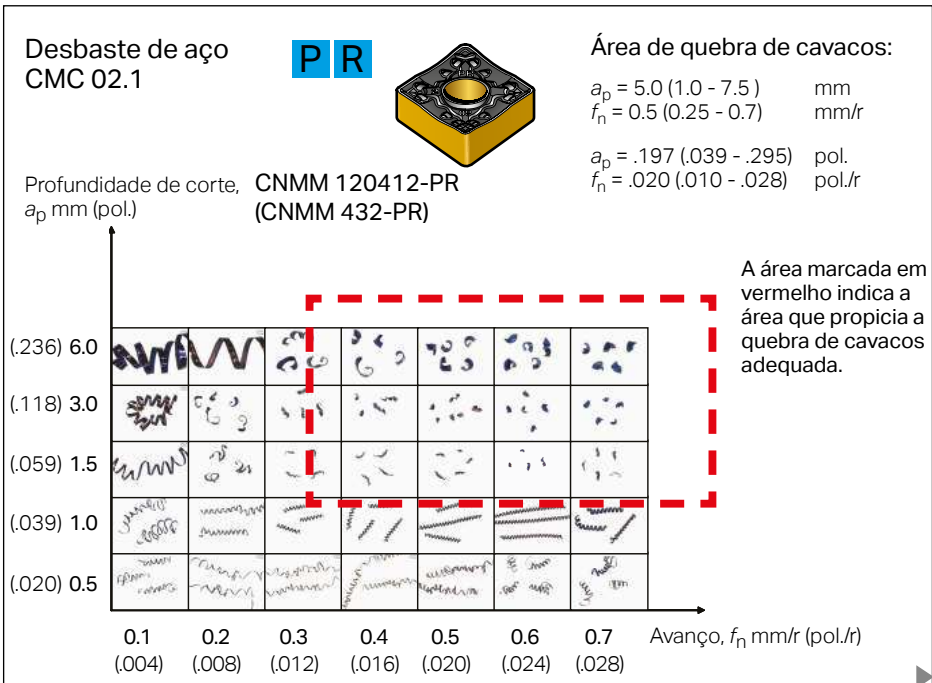 Desbaste de aço
CMC 02.1
P R
Área de quebra de cavacos:
ap = 5.0 (1.0 - 7.5 ) mm
fn = 0.5 (0.25 - 0.7) mm/r
ap = .197 (.039 - .295) pol.
fn = .020 (.010 - .028) pol./r
Profundidade de corte,
ap mm (pol.)
CNMM 120412-PR
(CNMM 432-PR)
A área marcada em
vermelho indica a
área que propicia a
quebra de cavacos
adequada.
(.236) 6.0
(.118) 3.0
(.059) 1.5
(.039) 1.0
(.020) 0.5
0.1 0.2 0.3 0.4 0.5 0.6 0.7 Avanço, fn mm/r (pol./r)
(.004) (.008) (.012) (.016) (.020) (.024) (.028)